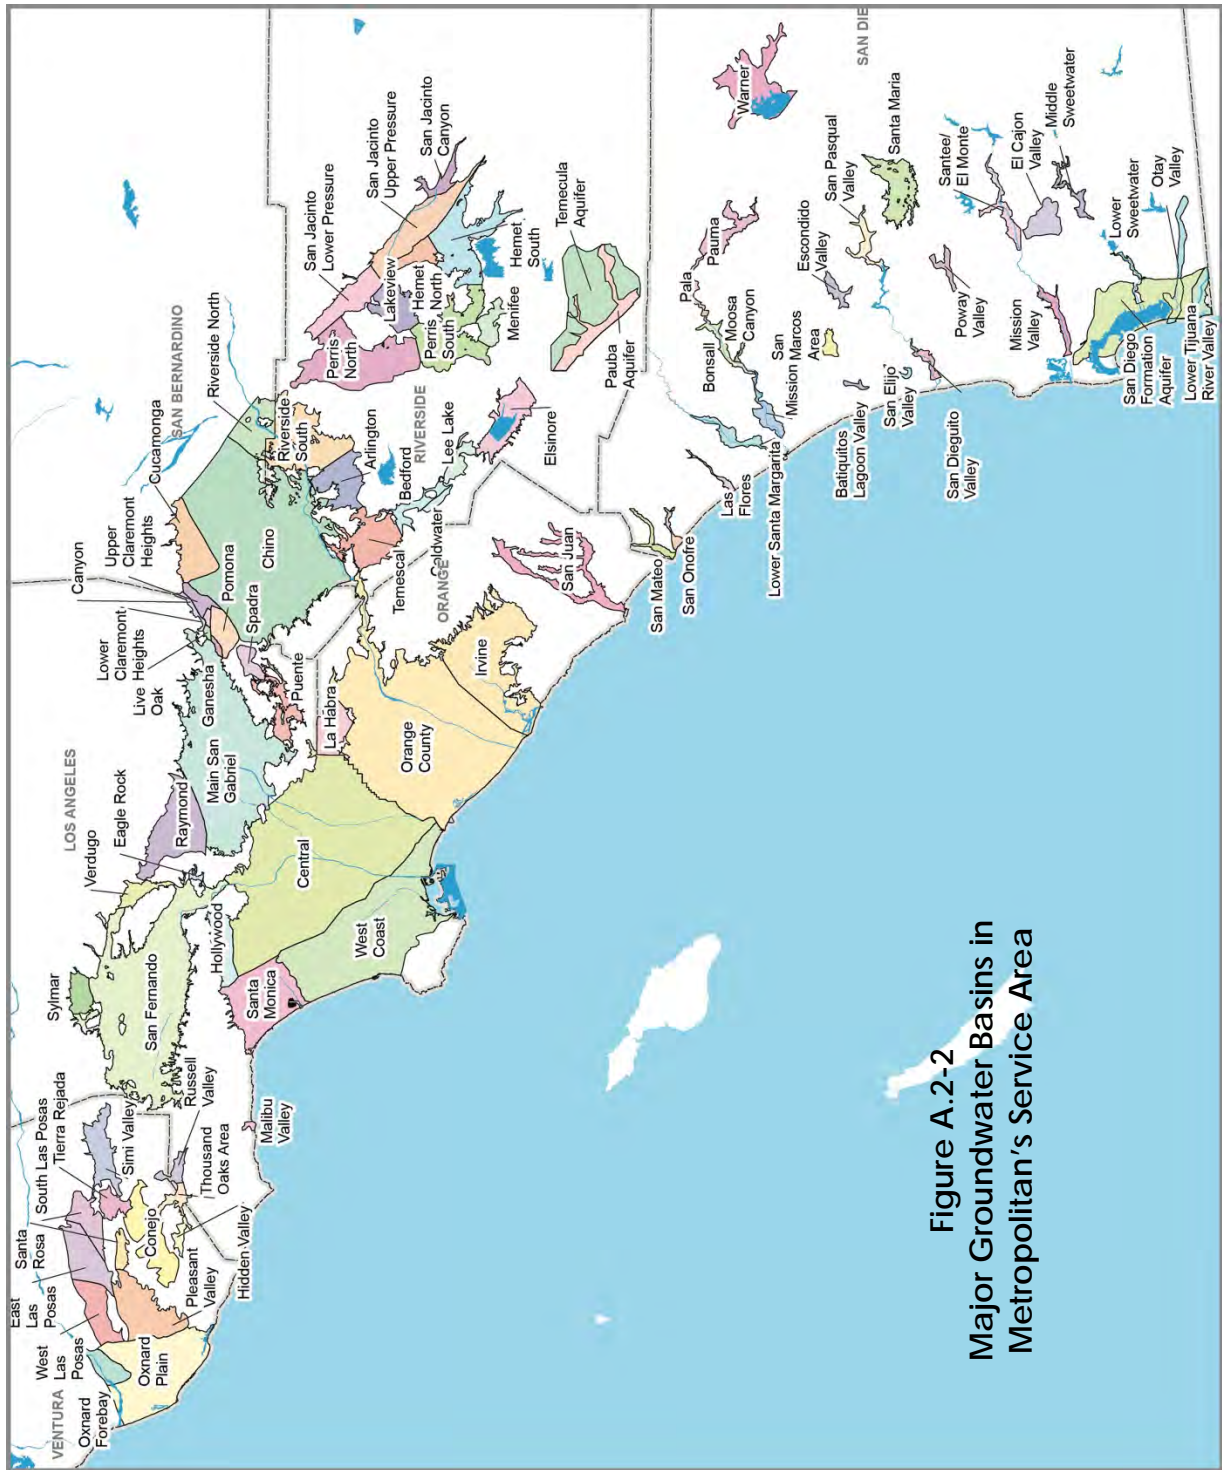 VENTURA
Oxnard
Forebay
West
Las
Posas
East
Las
Posas
Santa
Rosa
South Las Posas
Tierra Rejada
Simi Valley
Conejo
Oxnard
Plain
Pleasant
Valley
Hidden Valley
Thousand
Oaks Area
Russell
Valley
Malibu
Valley
Sylmar
San Fernando
Verdugo
Eagle Rock
LOS ANGELES
Hollywood
Santa
Monica
West
Coast
Central
Raymond
Main San
Gabriel
Live
Oak
Ganesha
Lower
Claremont
Heights
Canyon
Upper
Claremont
Heights
Pomona
Spadra
Puente
La Habra
Orange
County
Irvine
ORANGE
Cucamonga
SAN BERNARDINO
Riverside North
Chino
Riverside
South
Arlington
Temescal
Bedford
Coldwater
Lee Lake
RIVERSIDE
Elsinore
San Juan
San Jacinto
Lower Pressure
San Jacinto
Upper Pressure
San Jacinto
Canyon
Perris
North
Lakeview
Hemet
North
Perris
South
Hemet
South
Menifee
Temecula
Aquifer
Pauba
Aquifer
San Mateo
San Onofre
Las
Flores
Lower Santa Margarita
Bonsall
Pala
Pauma
Moosa
Canyon
San
Marcos
Area
Mission
Warner
SAN DIE
Escondido
Valley
San Pasqual
Valley
Santa Maria
Batiquitos
Lagoon Valley
San Elijo
Valley
San Dieguito
Valley
Poway
Valley
Mission
Valley
Santee/
El Monte
El Cajon
Valley
Middle
Sweetwater
Lower
Sweetwater
Otay
Valley
San Diego
Formation
Aquifer
Lower Tijuana
River Valley
Figure A.2-2
Major Groundwater Basins in
Metropolitan's Service Area